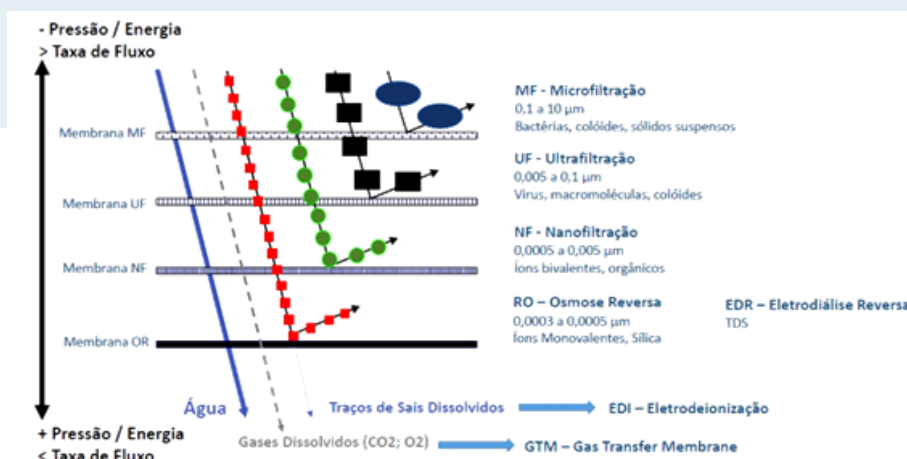 - Pressão / Energia
> Taxa de Fluxo
MF - Microfiltração
0,1 a 10 µm
Bactérias, colóides, sólidos suspensos
Membrana MF
UF - Ultrafiltração
0,005 a 0,1 µm
Virus, macromoléculas, colóides
Membrana UF
NF - Nanofiltração
0,0005 a 0,005 µm
Íons bivalentes, orgânicos
Membrana NF
RO – Osmose Reversa
0,0003 a 0,0005 µm
Íons Monovalentes, Sílica
EDR – Eletrodiálise Reversa
TDS
Membrana OR
Água
Traços de Sais Dissolvidos
EDI – Eletrodeionização
Gases Dissolvidos (CO2; O2)
GTM – Gas Transfer Membrane
+ Pressão / Energia
< Taxa de Fluxo